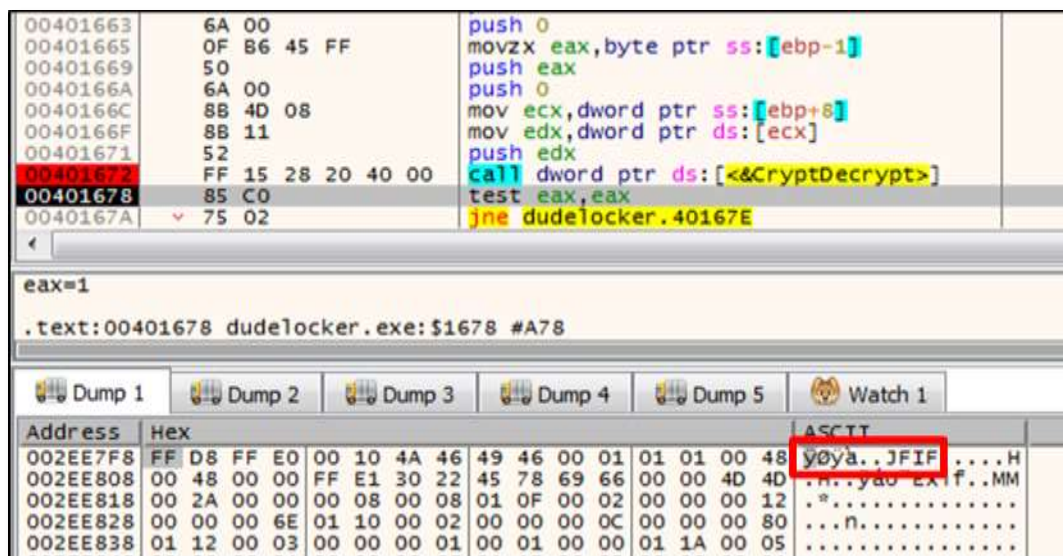 00401663 6A 00 push 0
00401665 0F B6 45 FF movzx eax,byte ptr ss:[ebp-1]
00401669 50 push eax
0040166A 6A 00 push 0
0040166C 8B 4D 08 mov ecx,dword ptr ss:[ebp+8]
0040166F 8B 11 mov edx,dword ptr ds:[ecx]
00401671 52 push edx
00401672 FF 15 28 20 40 00 call dword ptr ds:[<&CryptDecrypt>]
00401678 85 C0 test eax,eax
0040167A 75 02 jne dudelocker.40167E
eax=1
.text:00401678 dudelocker.exe:$1678 #A78
Dump 1 Dump 2 Dump 3 Dump 4 Dump 5 Watch 1
Address Hex ASCII
002EE7F8 FF D8 FF E0 00 10 4A 46 49 46 00 01 01 01 00 48 ÿØÿà..JFIF.....H
002EE808 00 48 00 00 FF E1 30 22 45 78 69 66 00 00 4D 4D .H..ÿá0"Exif..MM
002EE818 00 2A 00 00 00 08 00 08 01 0F 00 02 00 00 00 12 .*..............
002EE828 00 00 00 6E 01 10 00 02 00 00 00 0C 00 00 00 80 ...n............
002EE838 01 12 00 03 00 00 00 01 00 01 00 00 01 1A 00 05 ................